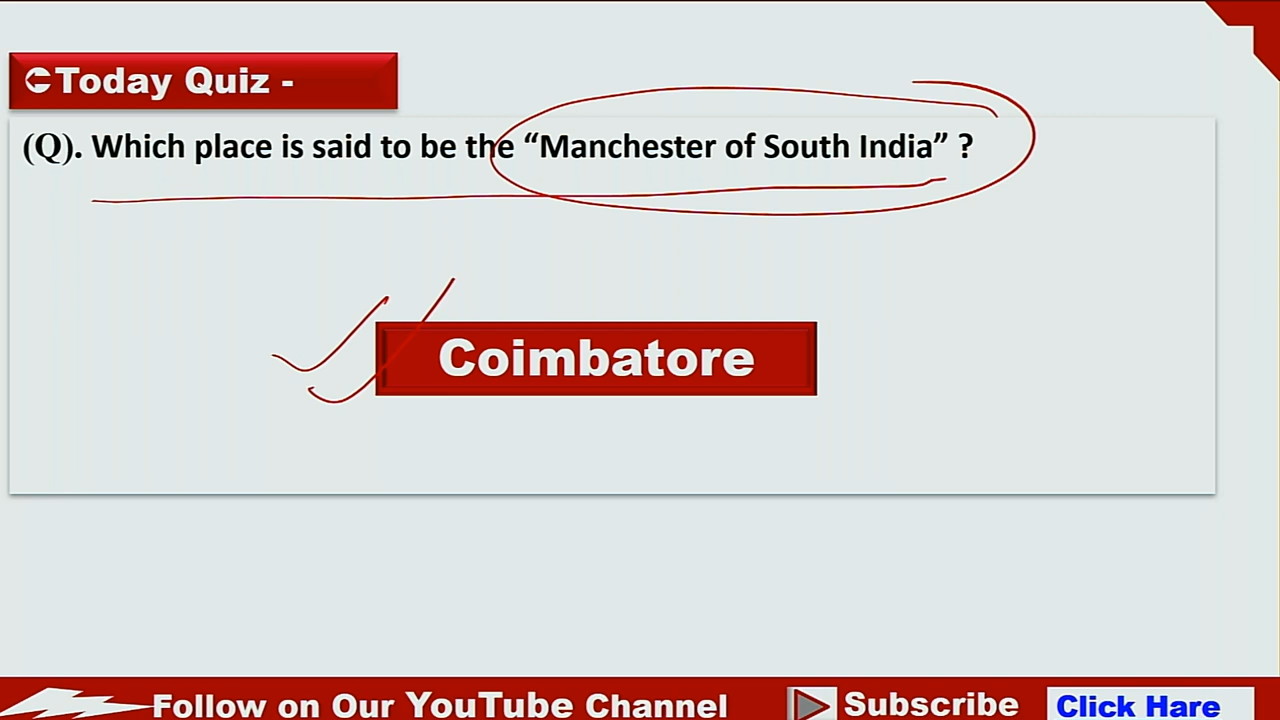 Today Quiz -
(Q). Which place is said to be the “Manchester of South India” ?
Coimbatore
Follow on Our YouTube Channel
Subscribe
Click Hare